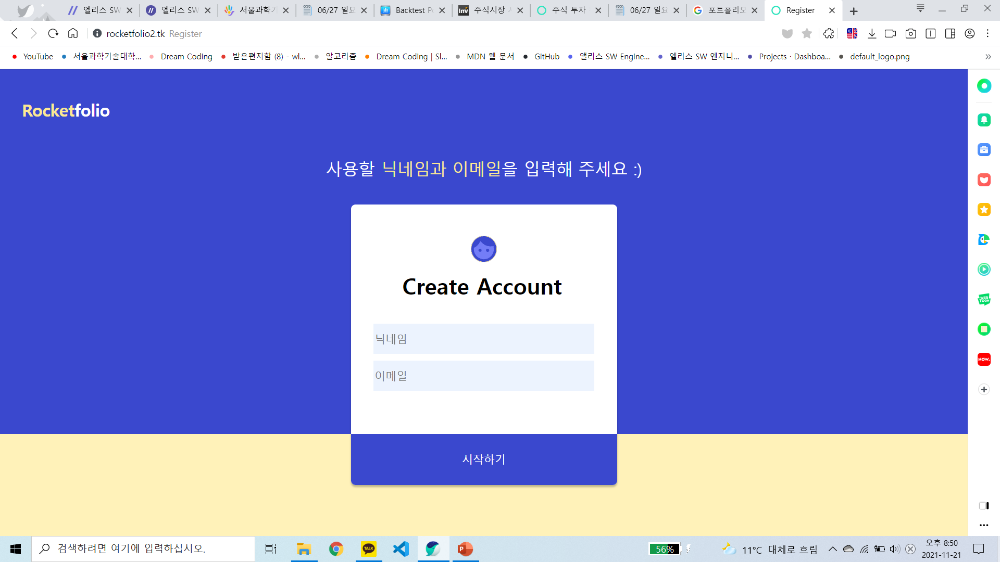 엘리스 SW
엘리스 SW
서울과학기
06/27 일요
Backtest Po
주식시장
주식 투자
06/27 일요
포트폴리오
Register
rocketfolio2.tk Register
YouTube
서울과학기술대학...
Dream Coding
받은편지함 (8) - wl...
알고리즘
Dream Coding | Sl...
MDN 웹 문서
GitHub
앨리스 SW Engine...
엘리스 SW 엔지니...
Projects · Dashboa...
default_logo.png
Rocketfolio
사용할 닉네임과 이메일을 입력해 주세요 :)
Create Account
닉네임
이메일
시작하기
WEB
TOON
NOW.
검색하려면 여기에 입력하십시오.
TALK
56%
11°C 대체로 흐림
오후 8:50
2021-11-21